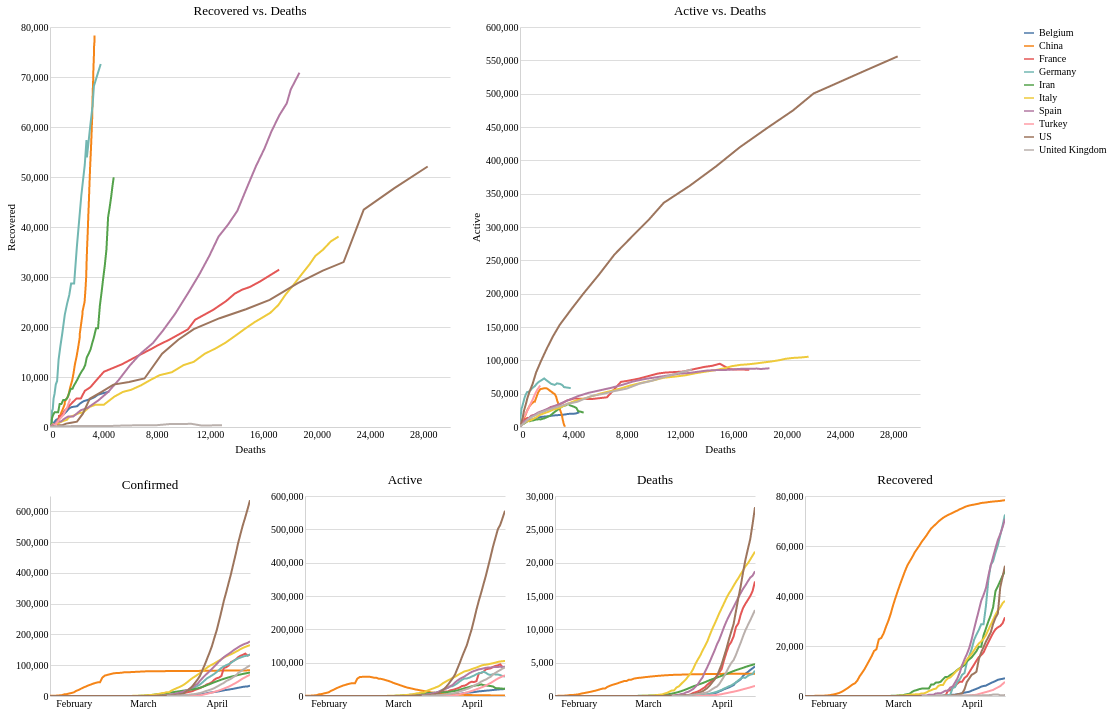 Recovered vs. Deaths
80,000
70,000
60,000
50,000
40,000
30,000
20,000
10,000
0
Recovered
0 4,000 8,000 12,000 16,000 20,000 24,000 28,000
Deaths
Active vs. Deaths
600,000
550,000
500,000
450,000
400,000
350,000
300,000
250,000
200,000
150,000
100,000
50,000
0
Active
0 4,000 8,000 12,000 16,000 20,000 24,000 28,000
Deaths
Belgium
China
France
Germany
Iran
Italy
Spain
Turkey
US
United Kingdom
Confirmed
600,000
500,000
400,000
300,000
200,000
100,000
0
February March April
Active
600,000
500,000
400,000
300,000
200,000
100,000
0
February March April
Deaths
30,000
25,000
20,000
15,000
10,000
5,000
0
February March April
Recovered
80,000
60,000
40,000
20,000
0
February March April